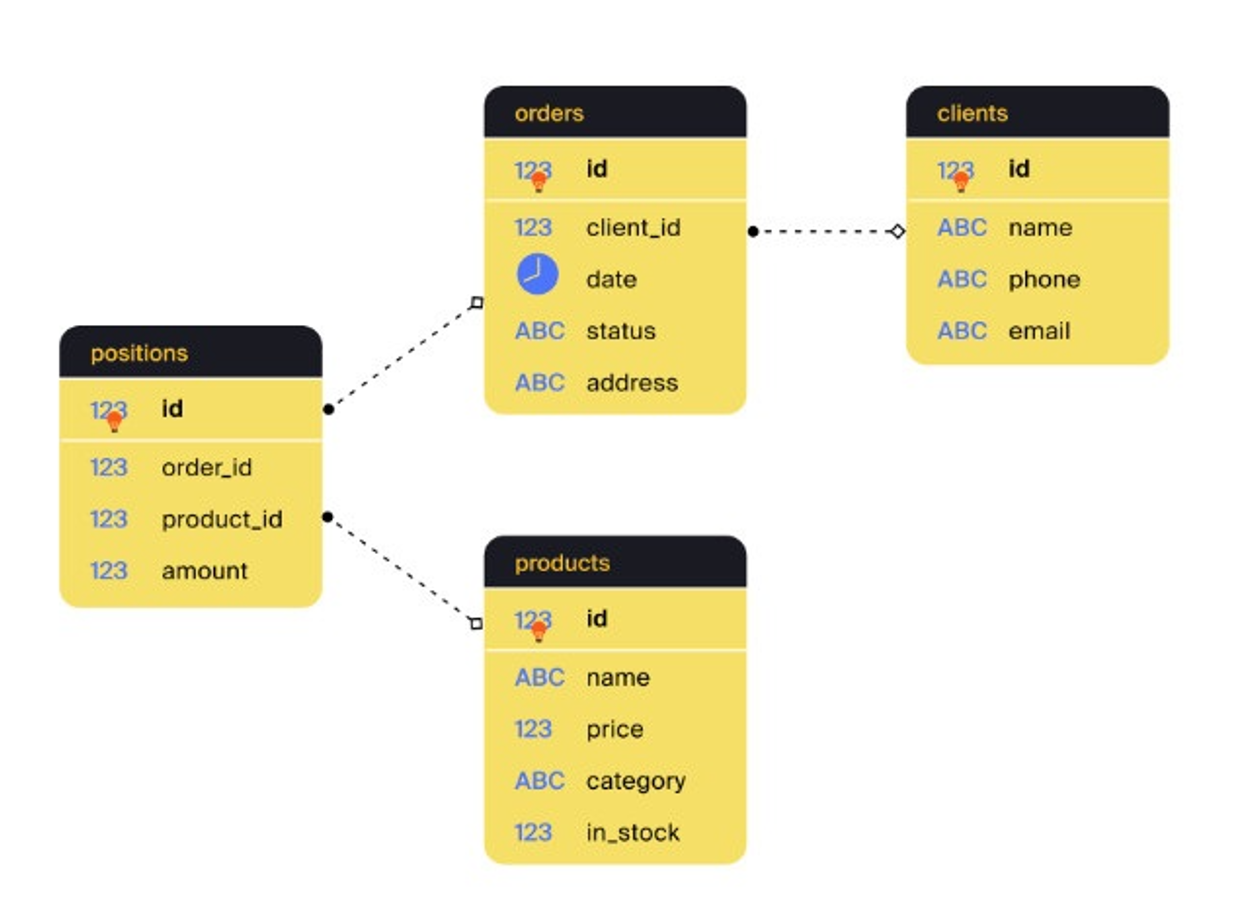 orders
123 id
123 client_id
date
ABC status
ABC address
clients
123 id
ABC name
ABC phone
ABC email
positions
123 id
123 order_id
123 product_id
123 amount
products
123 id
ABC name
123 price
ABC category
123 in_stock